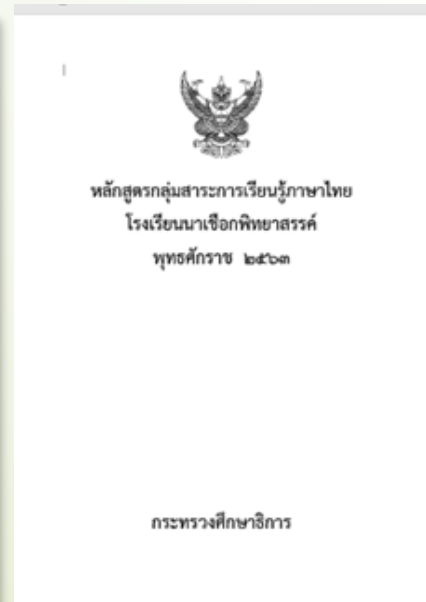 หลักสูตรกลุ่มสาระการเรียนรู้ภาษาไทย
โรงเรียนนาเชือกพิทยาสรรค์
พุทธศักราช ๒๕๖๓
กระทรวงศึกษาธิการ